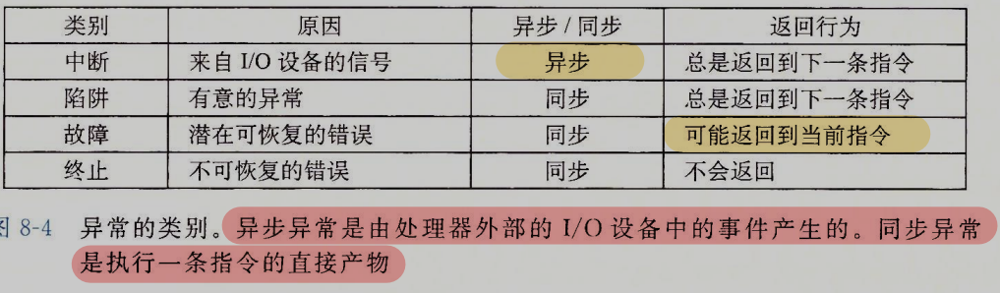 类别 原因 异步/同步 返回行为
中断 来自 I/O 设备的信号 异步 总是返回到下一条指令
陷阱 有意的异常 同步 总是返回到下一条指令
故障 潜在可恢复的错误 同步 可能返回到当前指令
终止 不可恢复的错误 同步 不会返回
图 8-4 异常的类别。异步异常是由处理器外部的 I/O 设备中的事件产生的。同步异常
是执行一条指令的直接产物